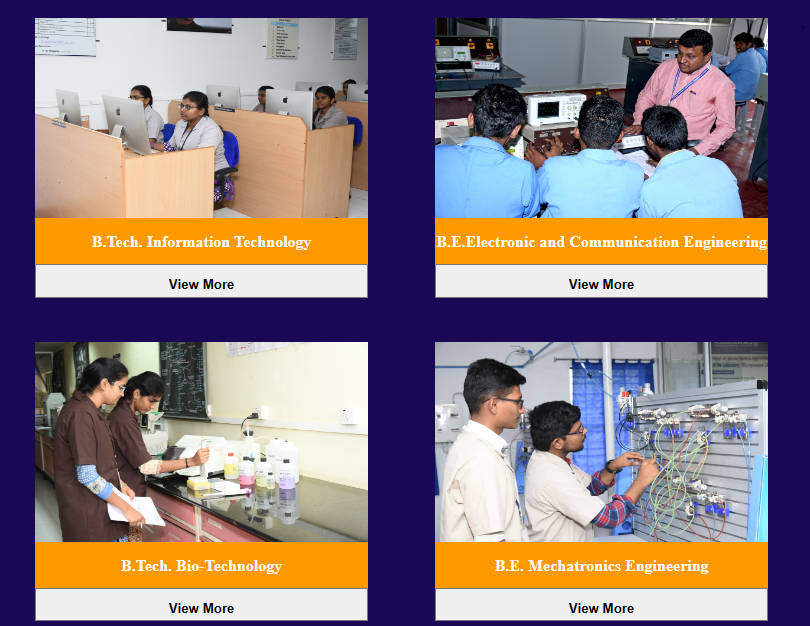 B.Tech. Information Technology
B.E.Electronic and Communication Engineering
View More
View More
B.Tech. Bio-Technology
B.E. Mechatronics Engineering
View More
View More